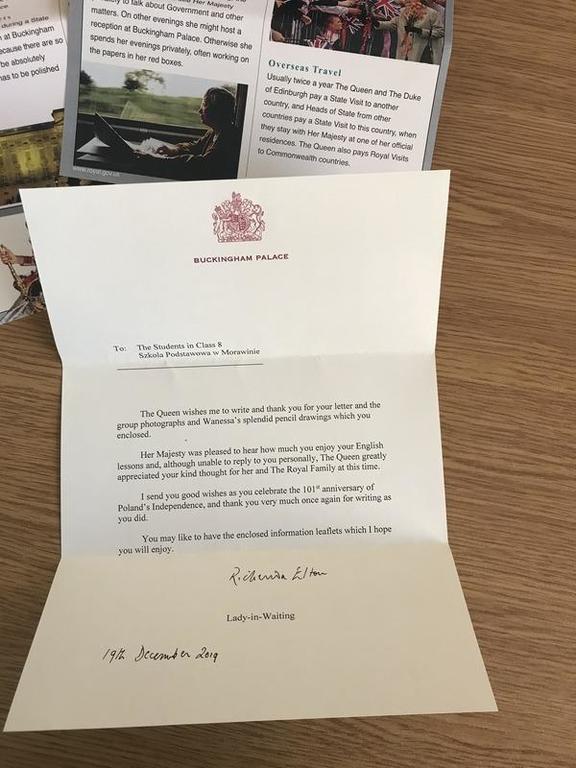 during a State
n at Buckingham
ecause there are so
be absolutely
nas to be polished
to talk about Government and other
matters. On other evenings she might host a
reception at Buckingham Palace. Otherwise she
spends her evenings privately, often working on
the papers in her red boxes.
www.royal.gov.uk
Overseas Travel
Usually twice a year The Queen and The Duke
of Edinburgh pay a State Visit to another
country, and Heads of State from other
countries pay a State Visit to this country, when
they stay with Her Majesty at one of her official
residences. The Queen also pays Royal Visits
to Commonwealth countries.
BUCKINGHAM PALACE
To: The Students in Class 8
Szkola Podstawowa w Morawinie
The Queen wishes me to write and thank you for your letter and the
group photographs and Wanessa's splendid pencil drawings which you
enclosed.
Her Majesty was pleased to hear how much you enjoy your English
lessons and, although unable to reply to you personally, The Queen greatly
appreciated your kind thought for her and The Royal Family at this time.
I send you good wishes as you celebrate the 101st anniversary of
Poland's Independence, and thank you very much once again for writing as
you did.
You may like to have the enclosed information leaflets which I hope
you will enjoy.
Richenda Elton
Lady-in-Waiting
19th December 2019